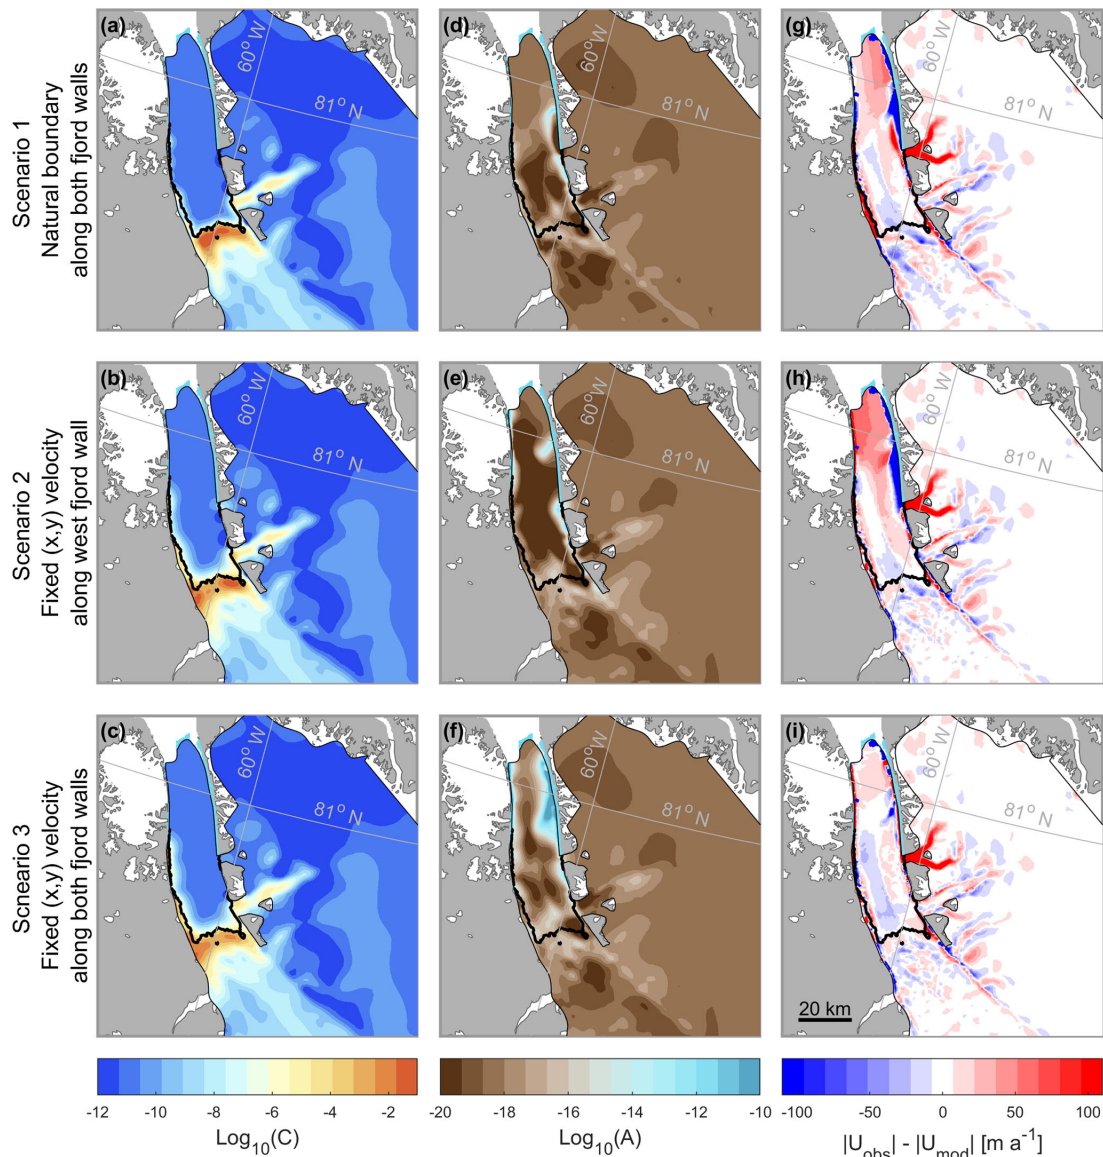 Scenario 1
Natural boundary
along both fjord walls
(a)
60° W
81° N
(d)
60° W
81° N
(g)
60° W
81° N
Scenario 2
Fixed (x,y) velocity
along west fjord wall
(b)
60° W
81° N
(e)
60° W
81° N
(h)
60° W
81° N
Scneario 3
Fixed (x,y) velocity
along both fjord walls
(c)
60° W
81° N
(f)
60° W
81° N
(i)
60° W
81° N
20 km
-12 -10 -8 -6 -4 -2
Log₁₀(C)
-20 -18 -16 -14 -12 -10
Log₁₀(A)
-100 -50 0 50 100
|U_obs| - |U_mod| [m a⁻¹]